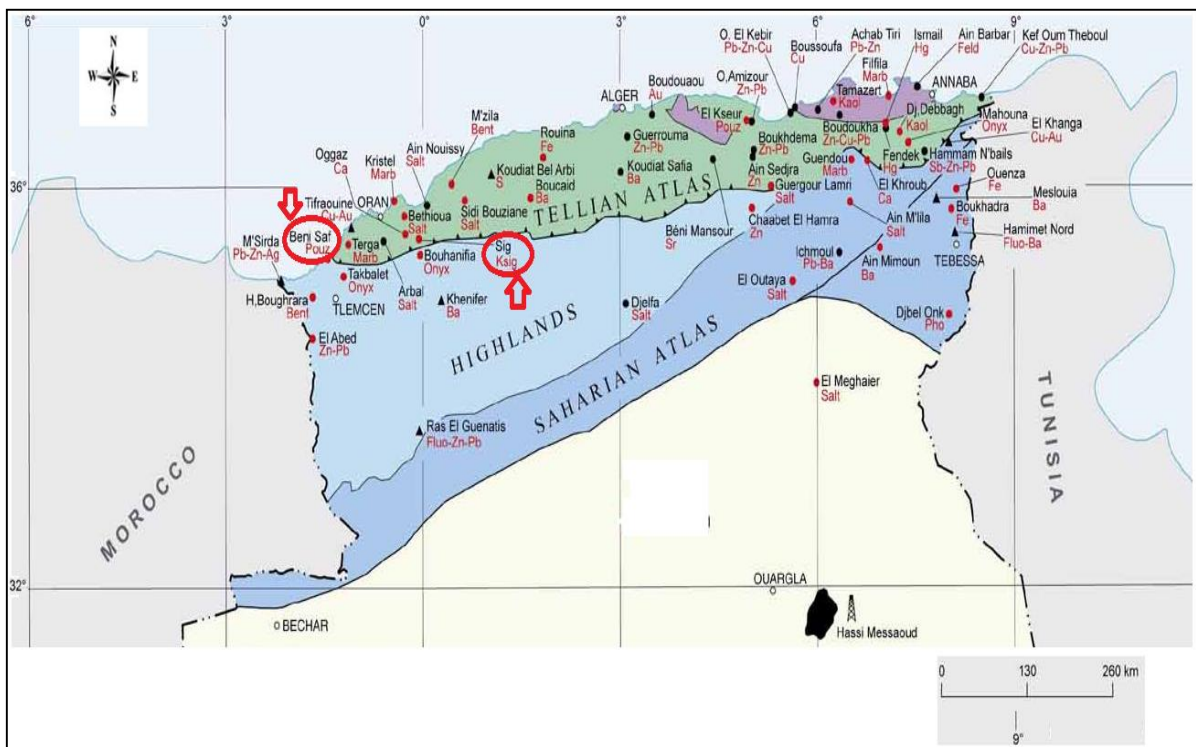 6°
3°
0°
3°
6°
9°
N
W
E
S
36°
32°
O. El Kebir
Pb-Zn-Cu
Boussoufa
Cu
Achab Tiri
Pb-Zn
Ismail
Hg
Ain Barbar
Feld
Kef Oum Theboul
Cu-Zn-Pb
Filfila
Marb
Tamazert
Kaol
ANNABA
Boudouaou
Au
ALGER
O,Amizour
Zn-Pb
El Kseur
Pouz
Dj,Debbagh
Kaol
Mahouna
Onyx
El Khanga
Cu-Au
M'zila
Bent
Rouina
Fe
Guerrouma
Zn-Pb
Boukhdema
Zn-Pb
Boudoukha
Zn-Cu-Pb
Fendek
Hg
Hammam N'bails
Sb-Zn-Pb
Ain Nouissy
Salt
Oggaz
Ca
Kristel
Marb
Koudiat Bel Arbi
S
Koudiat Safia
Ba
Ain Sedjra
Zn
Guendou
Marb
Guergour Lamri
Salt
El Khroub
Ca
Ouenza
Fe
Meslouia
Ba
Boucaid
Ba
Tifraouine
Cu-Au
ORAN
Bethioua
Salt
Sidi Bouziane
Salt
TELLIAN ATLAS
Béni Mansour
Sr
Chaabet El Hamra
Zn
Ain M'lila
Salt
Boukhadra
Fe
Hamimet Nord
Fluo-Ba
TEBESSA
Beni Saf
Pouz
M'Sirda
Pb-Zn-Ag
Terga
Marb
Sig
Ksig
Bouhanifia
Onyx
Ichmoul
Pb-Ba
Ain Mimoun
Ba
Takbalet
Onyx
H,Boughrara
Bent
TLEMCEN
Arbal
Salt
Khenifer
Ba
El Outaya
Salt
Djelfa
Salt
Djbel Onk
Pho
El Abed
Zn-Pb
HIGHLANDS
SAHARIAN ATLAS
El Meghaier
Salt
Ras El Guenatis
Fluo-Zn-Pb
MOROCCO
TUNISIA
OUARGLA
Hassi Messaoud
BECHAR
0
130
260 km
9°